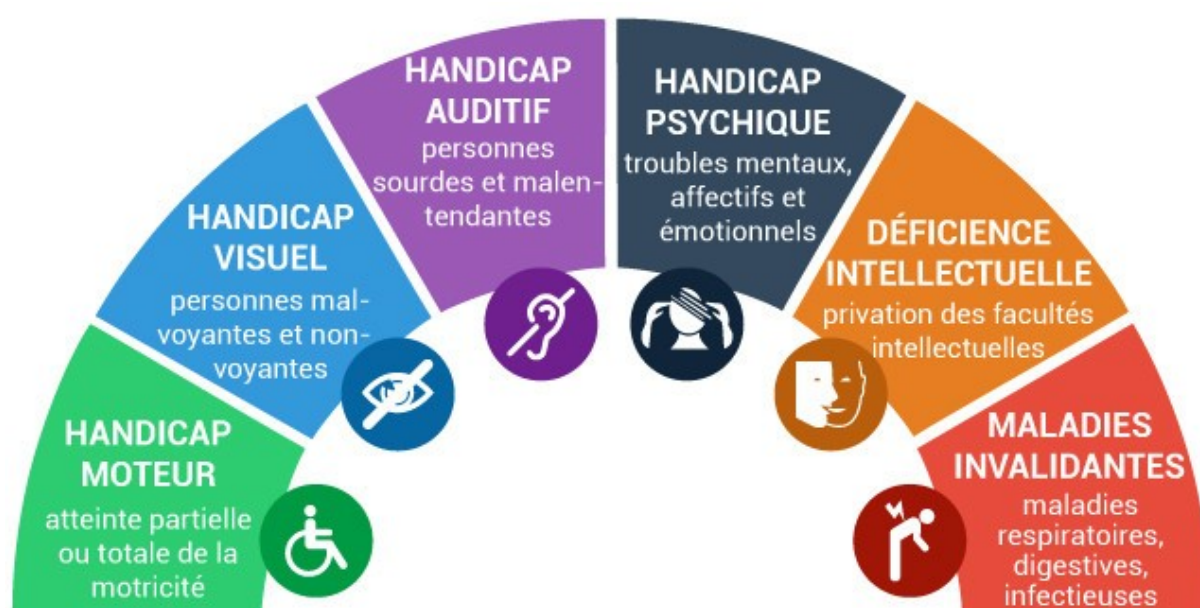 HANDICAP
MOTEUR
atteinte partielle
ou totale de la
motricité
HANDICAP
VISUEL
personnes mal-
voyantes et non-
voyantes
HANDICAP
AUDITIF
personnes
sourdes et malen-
tendantes
HANDICAP
PSYCHIQUE
troubles mentaux,
affectifs et
émotionnels
DÉFICIENCE
INTELLECTUELLE
privation des facultés
intellectuelles
MALADIES
INVALIDANTES
maladies
respiratoires,
digestives,
infectieuses